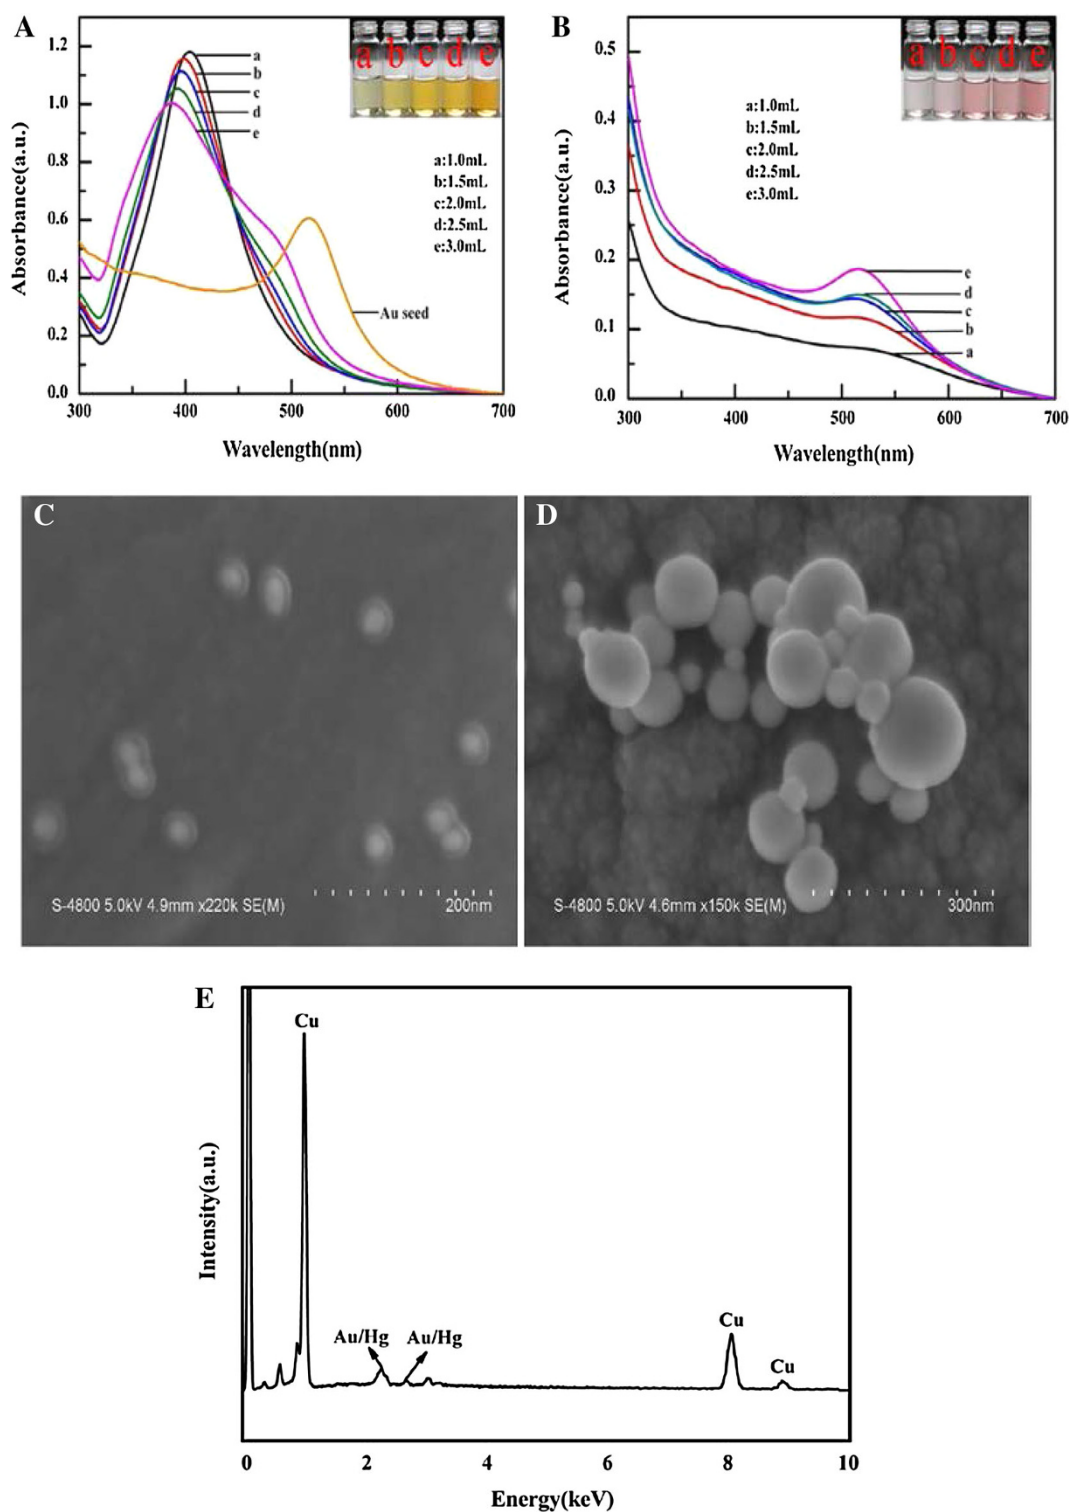 A
1.2
1.0
0.8
0.6
0.4
0.2
0.0
Absorbance(a.u.)
300 400 500 600 700
Wavelength(nm)
a
b
c
d
e
a b c d e
a:1.0mL
b:1.5mL
c:2.0mL
d:2.5mL
e:3.0mL
Au seed
B
0.5
0.4
0.3
0.2
0.1
0.0
Absorbance(a.u.)
300 400 500 600 700
Wavelength(nm)
a b c d e
a:1.0mL
b:1.5mL
c:2.0mL
d:2.5mL
e:3.0mL
e
d
c
b
a
C
S-4800 5.0kV 4.9mm x220k SE(M) 200nm
D
S-4800 5.0kV 4.6mm x150k SE(M) 300nm
E
Cu
Au/Hg Au/Hg
Cu
Cu
Intensity(a.u.)
0 2 4 6 8 10
Energy(keV)